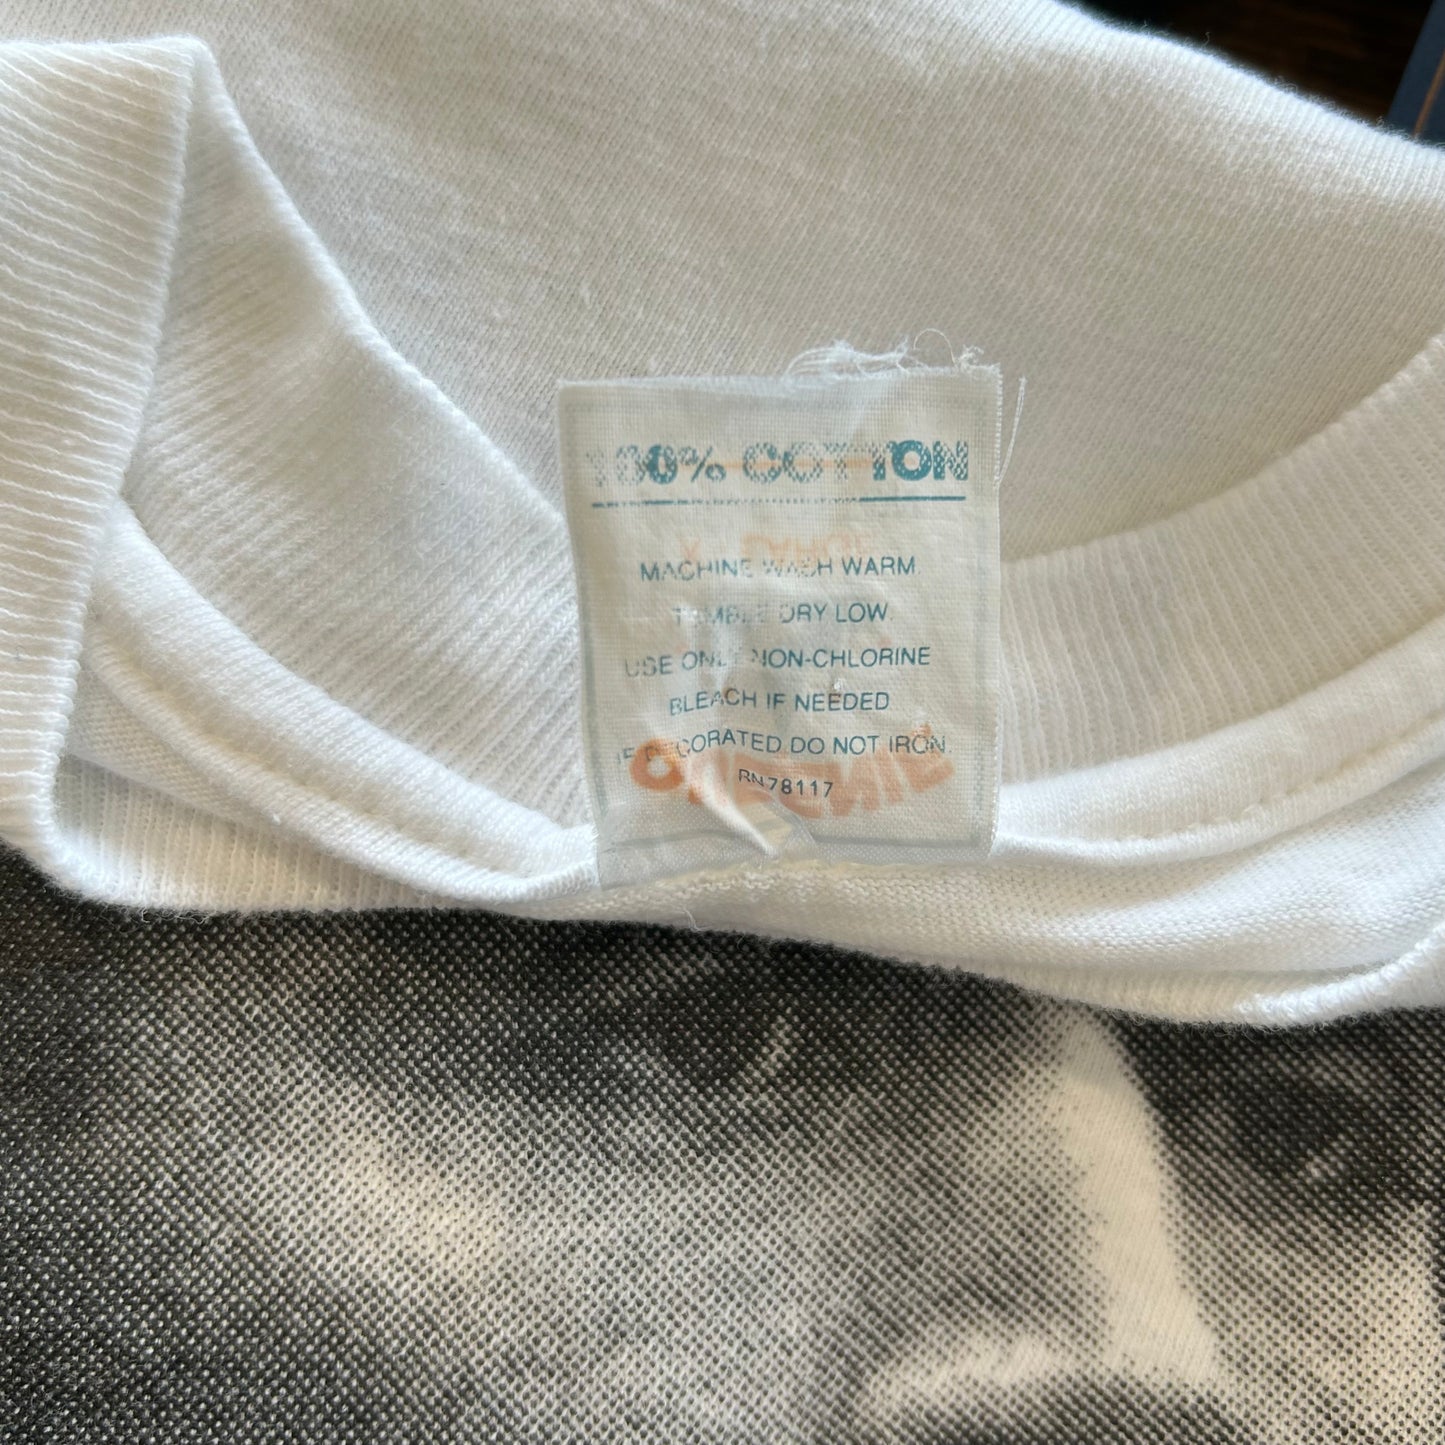 100% COTTON
MACHINE WASH WARM.
TUMBLE DRY LOW.
USE ONLY NON-CHLORINE
BLEACH IF NEEDED
IF DECORATED DO NOT IRON.
RN78117